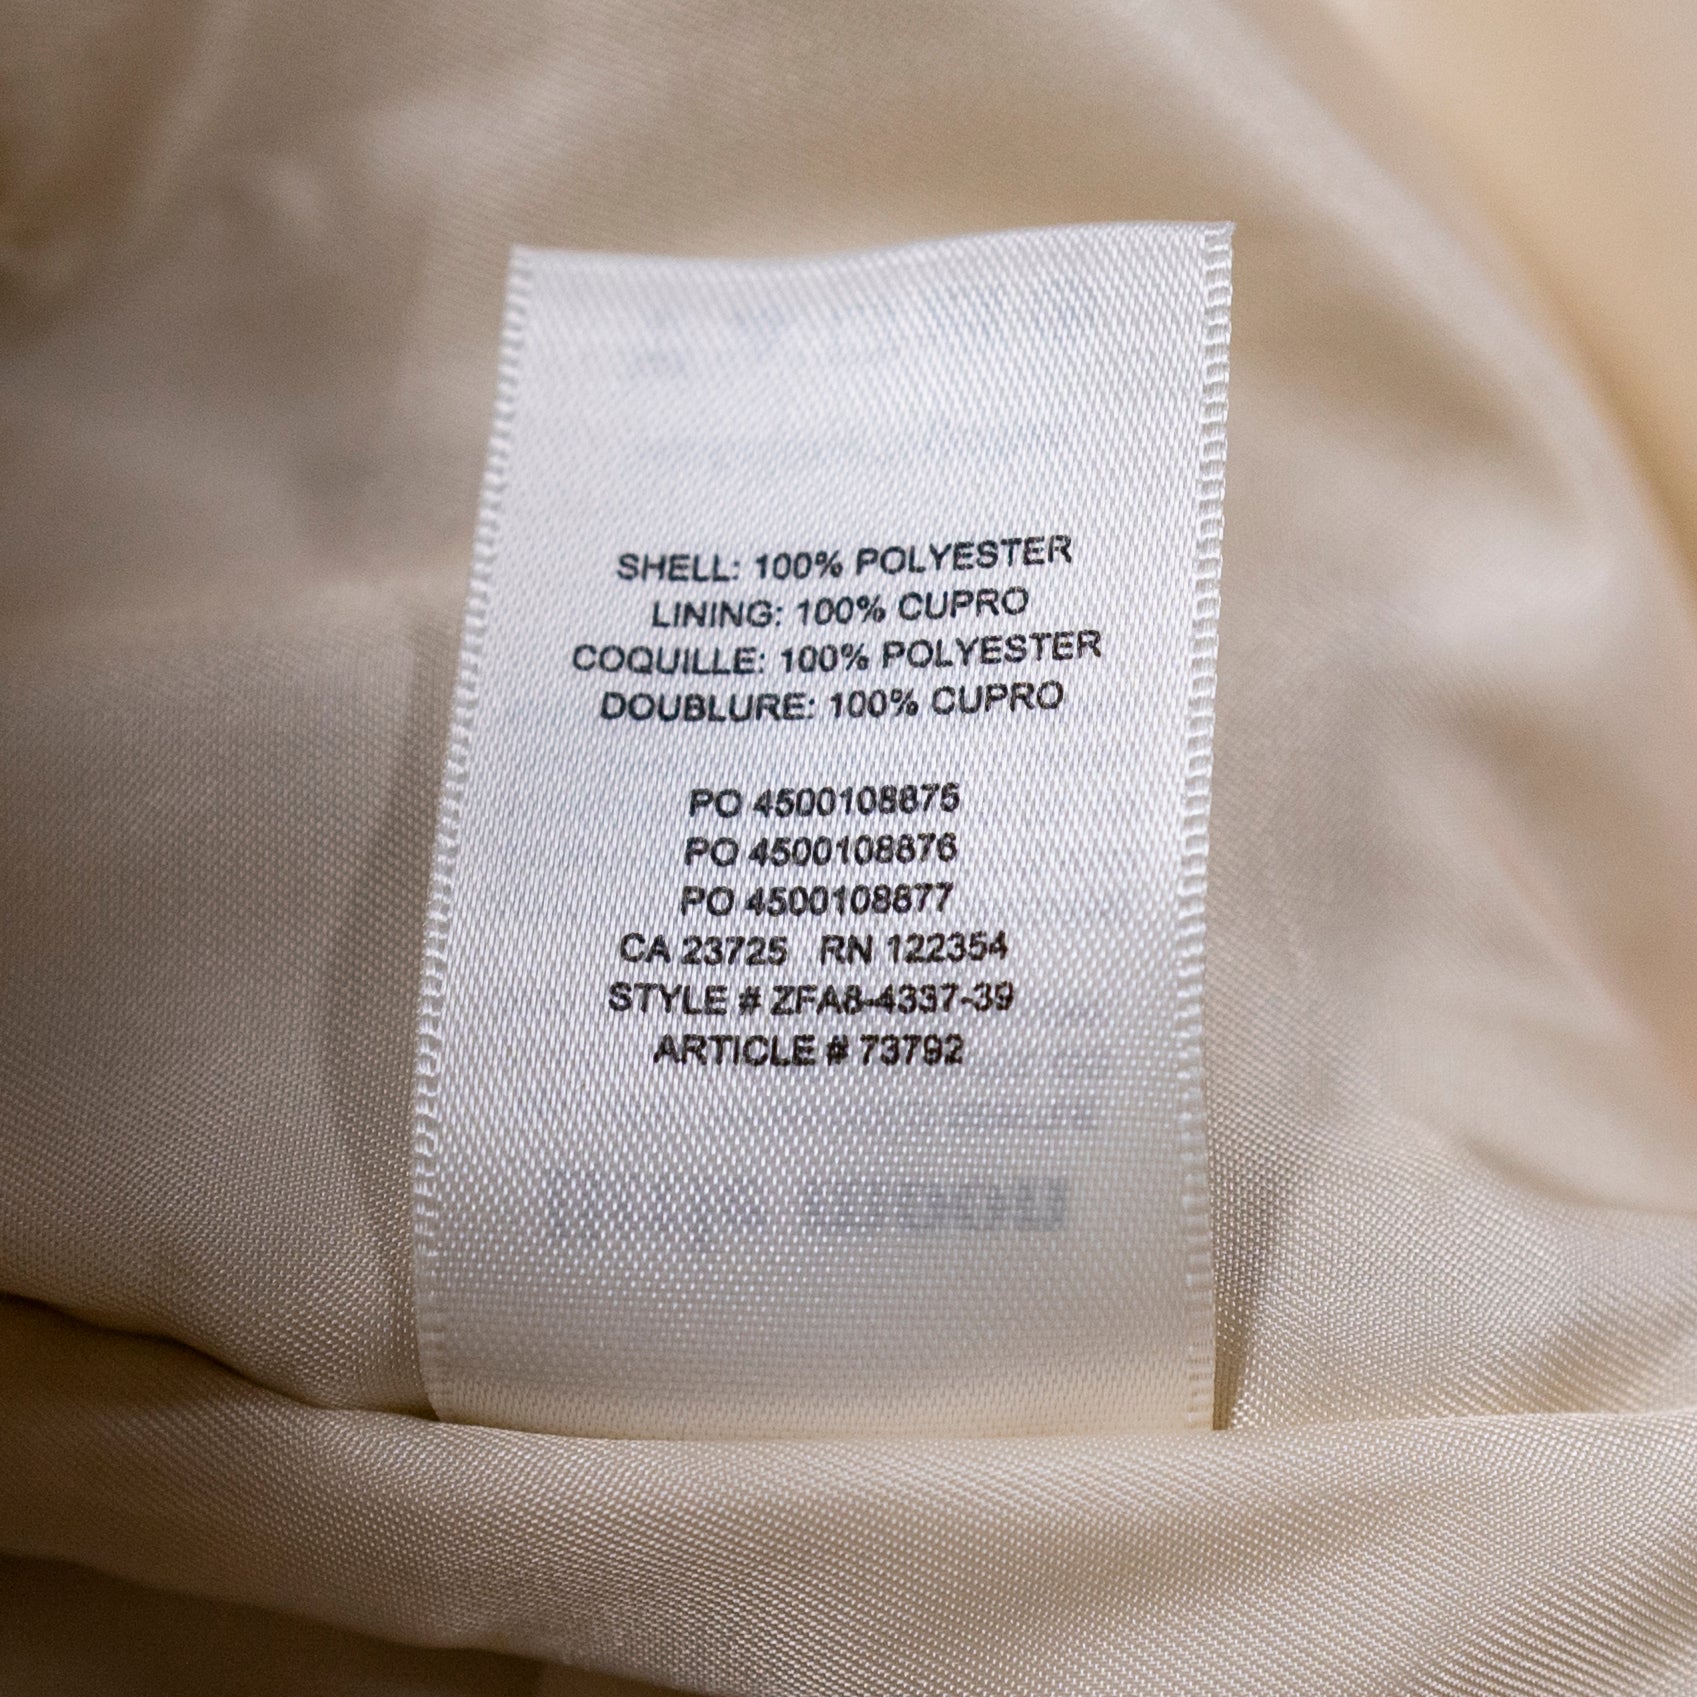 SHELL: 100% POLYESTER
LINING: 100% CUPRO
COQUILLE: 100% POLYESTER
DOUBLURE: 100% CUPRO
PO 4500108875
PO 4500108876
PO 4500108877
CA 23725 RN 122354
STYLE # ZFA8-4337-39
ARTICLE # 73792